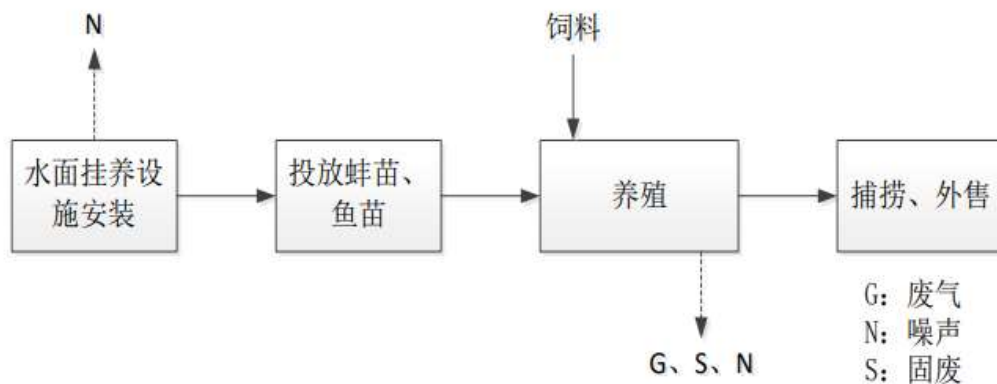 N
饲料
水面挂养设
施安装
投放蚌苗、
鱼苗
养殖
捕捞、外售
G、S、N
G: 废气
N: 噪声
S: 固废